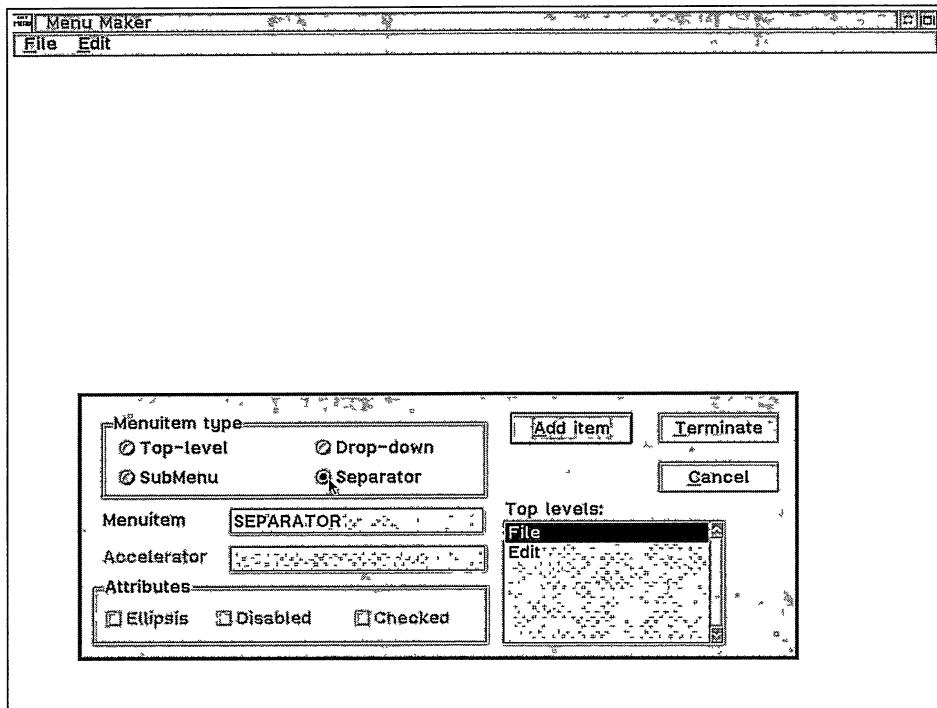 Menu Maker
File Edit
Menuitem type
Top-level Drop-down
SubMenu Separator
Add item
Terminate
Cancel
Menuitem SEPARATOR
Accelerator
Attributes
Ellipsis Disabled Checked
Top levels:
File
Edit